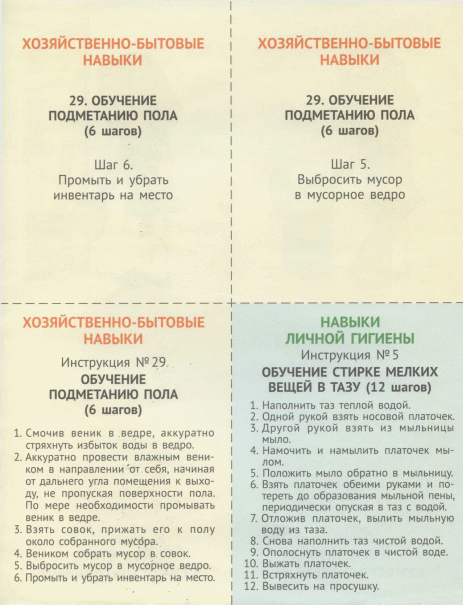 ХОЗЯЙСТВЕННО-БЫТОВЫЕ
НАВЫКИ
29. ОБУЧЕНИЕ
ПОДМЕТАНИЮ ПОЛА
(6 шагов)
Шаг 6.
Промыть и убрать
инвентарь на место
ХОЗЯЙСТВЕННО-БЫТОВЫЕ
НАВЫКИ
29. ОБУЧЕНИЕ
ПОДМЕТАНИЮ ПОЛА
(6 шагов)
Шаг 5.
Выбросить мусор
в мусорное ведро
ХОЗЯЙСТВЕННО-БЫТОВЫЕ
НАВЫКИ
Инструкция №29
ОБУЧЕНИЕ
ПОДМЕТАНИЮ ПОЛА
(6 шагов)
1. Смочив веник в ведре, аккуратно
стряхнуть избыток воды в ведро.
2. Аккуратно провести влажным вени-
ком в направлении от себя, начиная
от дальнего угла помещения к выхо-
ду, не пропуская поверхности пола.
По мере необходимости промывать
веник в ведре.
3. Взять совок, прижать его к полу
около собранного мусора.
4. Веником собрать мусор в совок.
5. Выбросить мусор в мусорное ведро.
6. Промыть и убрать инвентарь на место.
НАВЫКИ
ЛИЧНОЙ ГИГИЕНЫ
Инструкция №5
ОБУЧЕНИЕ СТИРКЕ МЕЛКИХ
ВЕЩЕЙ В ТАЗУ (12 шагов)
1. Наполнить таз теплой водой.
2. Одной рукой взять носовой платочек.
3. Другой рукой взять из мыльницы
мыло.
4. Намочить и намылить платочек мы-
лом.
5. Положить мыло обратно в мыльницу.
6. Взять платочек обеими руками и по-
тереть до образования мыльной пены,
периодически опуская в таз с водой.
7. Отложив платочек, вылить мыльную
воду из таза.
8. Снова наполнить таз чистой водой.
9. Ополоснуть платочек в чистой воде.
10. Выжать платочек.
11. Встряхнуть платочек.
12. Вывесить на просушку.